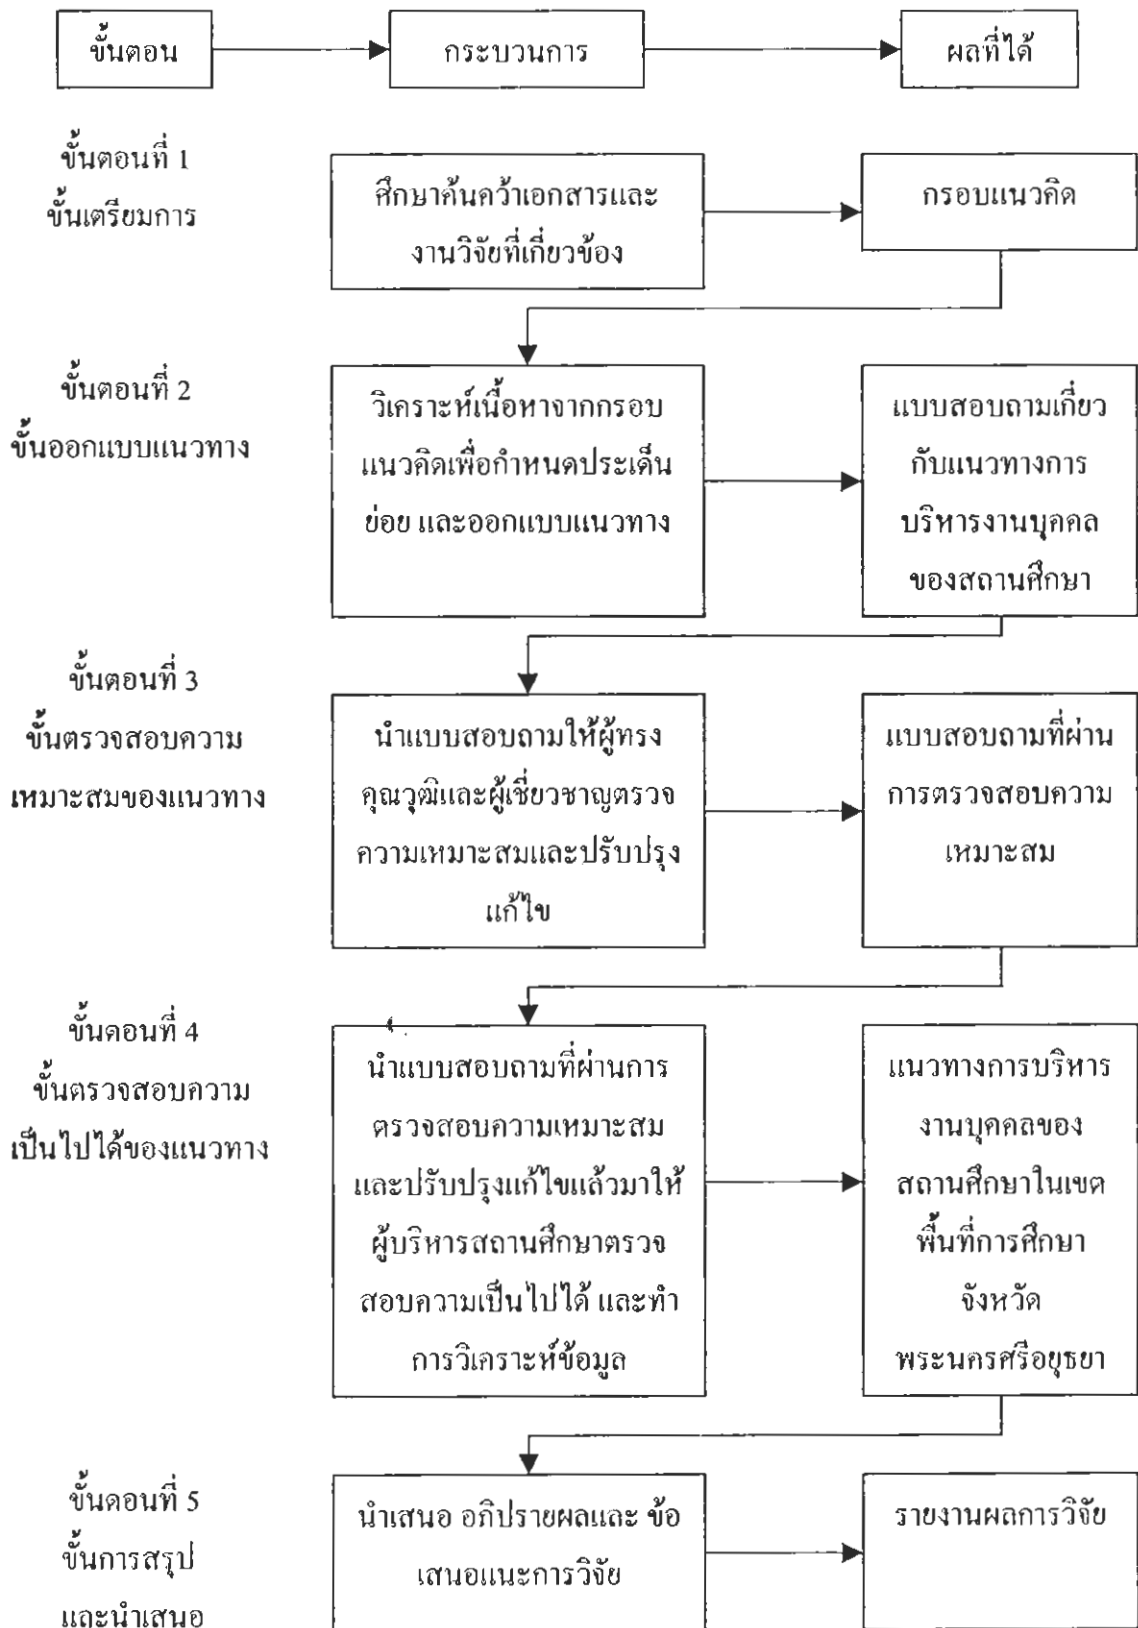 ขั้นตอน
กระบวนการ
ผลที่ได้
ขั้นตอนที่ 1
ขั้นเตรียมการ
ศึกษาค้นคว้าเอกสารและ
งานวิจัยที่เกี่ยวข้อง
กรอบแนวคิด
ขั้นตอนที่ 2
ขั้นออกแบบแนวทาง
วิเคราะห์เนื้อหาจากกรอบ
แนวคิดเพื่อกำหนดประเด็น
ย่อย และออกแบบแนวทาง
แบบสอบถามเกี่ยว
กับแนวทางการ
บริหารงานบุคคล
ของสถานศึกษา
ขั้นตอนที่ 3
ขั้นตรวจสอบความ
เหมาะสมของแนวทาง
นำแบบสอบถามให้ผู้ทรง
คุณวุฒิและผู้เชี่ยวชาญตรวจ
ความเหมาะสมและปรับปรุง
แก้ไข
แบบสอบถามที่ผ่าน
การตรวจสอบความ
เหมาะสม
ขั้นตอนที่ 4
ขั้นตรวจสอบความ
เป็นไปได้ของแนวทาง
นำแบบสอบถามที่ผ่านการ
ตรวจสอบความเหมาะสม
และปรับปรุงแก้ไขแล้วมาให้
ผู้บริหารสถานศึกษาตรวจ
สอบความเป็นไปได้ และทำ
การวิเคราะห์ข้อมูล
แนวทางการบริหาร
งานบุคคลของ
สถานศึกษาในเขต
พื้นที่การศึกษา
จังหวัด
พระนครศรีอยุธยา
ขั้นตอนที่ 5
ขั้นการสรุป
และนำเสนอ
นำเสนอ อภิปรายผลและ ข้อ
เสนอแนะการวิจัย
รายงานผลการวิจัย